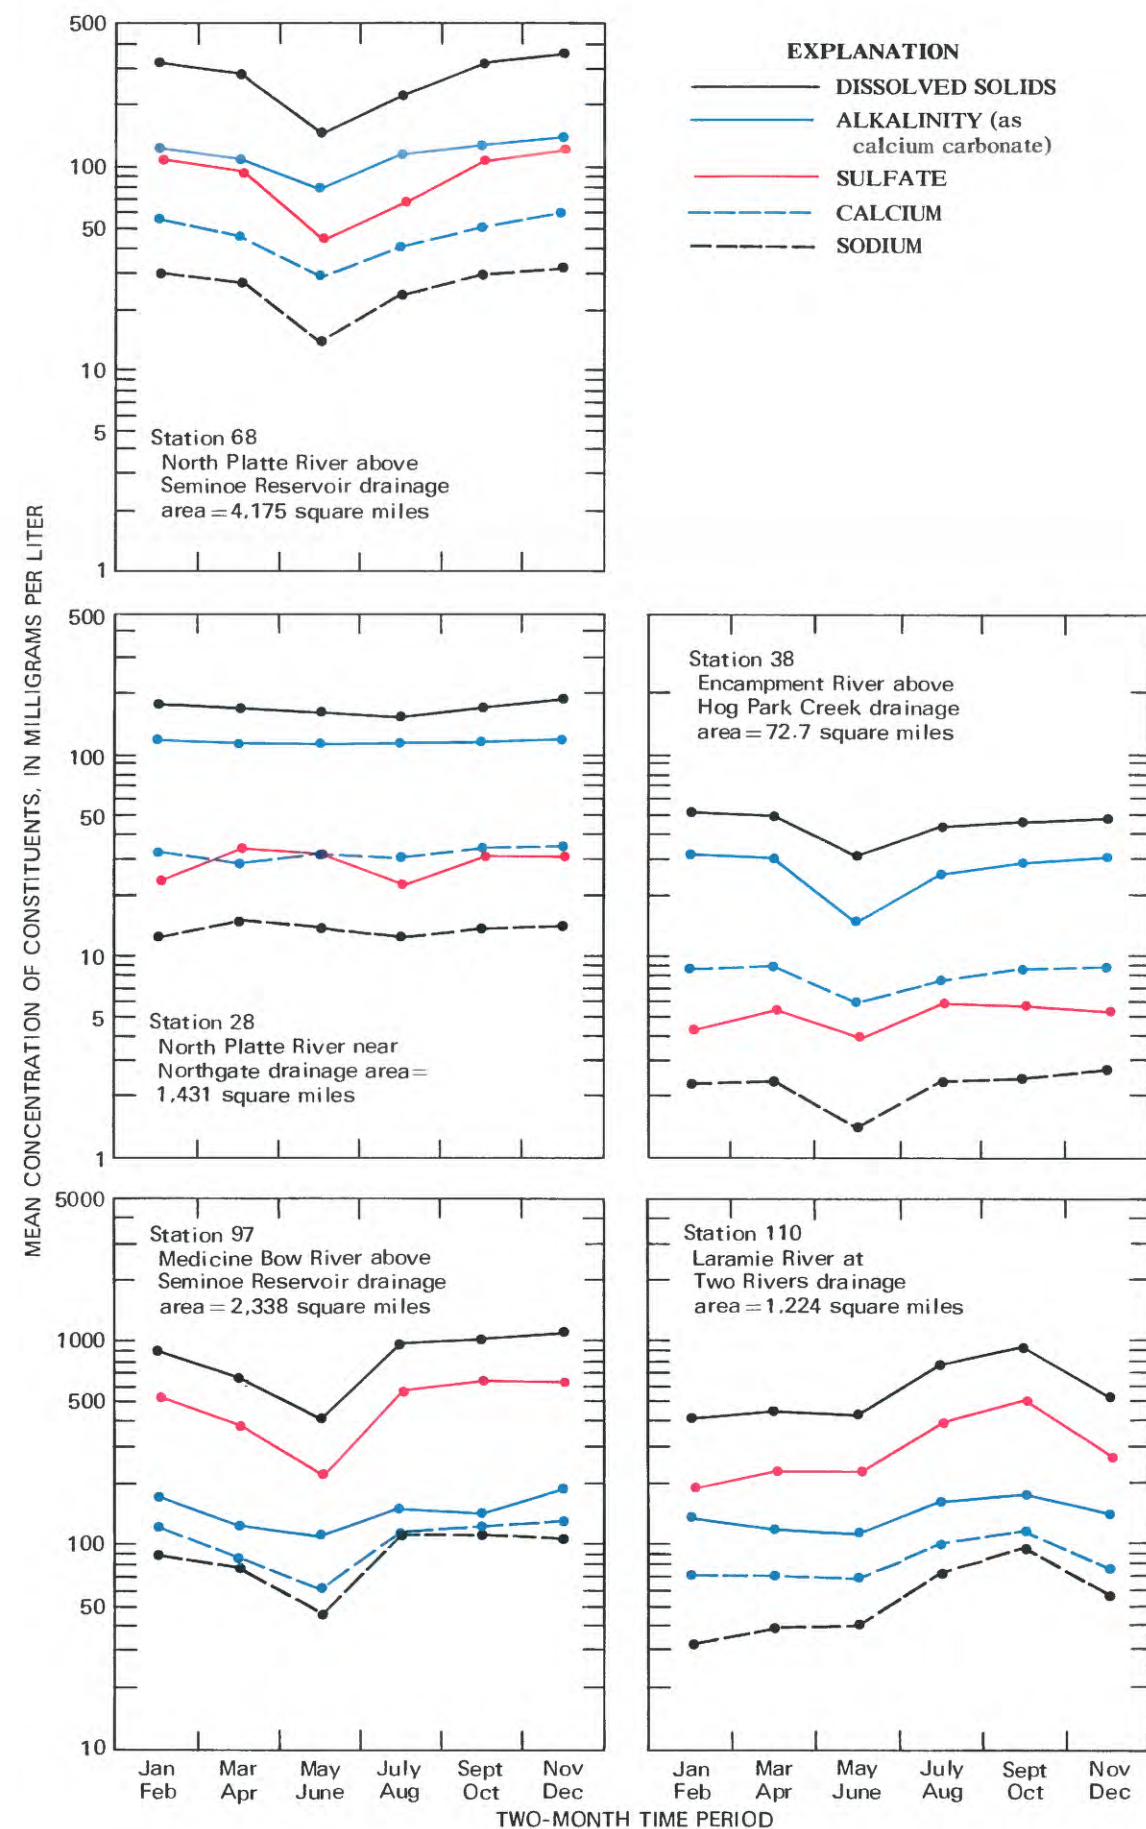 MEAN CONCENTRATION OF CONSTITUENTS, IN MILLIGRAMS PER LITER
500
100
50
10
5
1
Station 68
North Platte River above
Seminoe Reservoir drainage
area=4,175 square miles
EXPLANATION
DISSOLVED SOLIDS
ALKALINITY (as
calcium carbonate)
SULFATE
CALCIUM
SODIUM
500
100
50
10
5
1
Station 28
North Platte River near
Northgate drainage area=
1,431 square miles
Station 38
Encampment River above
Hog Park Creek drainage
area=72.7 square miles
5000
1000
500
100
50
10
Station 97
Medicine Bow River above
Seminoe Reservoir drainage
area=2,338 square miles
Station 110
Laramie River at
Two Rivers drainage
area=1,224 square miles
Jan Mar May July Sept Nov
Feb Apr June Aug Oct Dec
Jan Mar May July Sept Nov
Feb Apr June Aug Oct Dec
TWO-MONTH TIME PERIOD